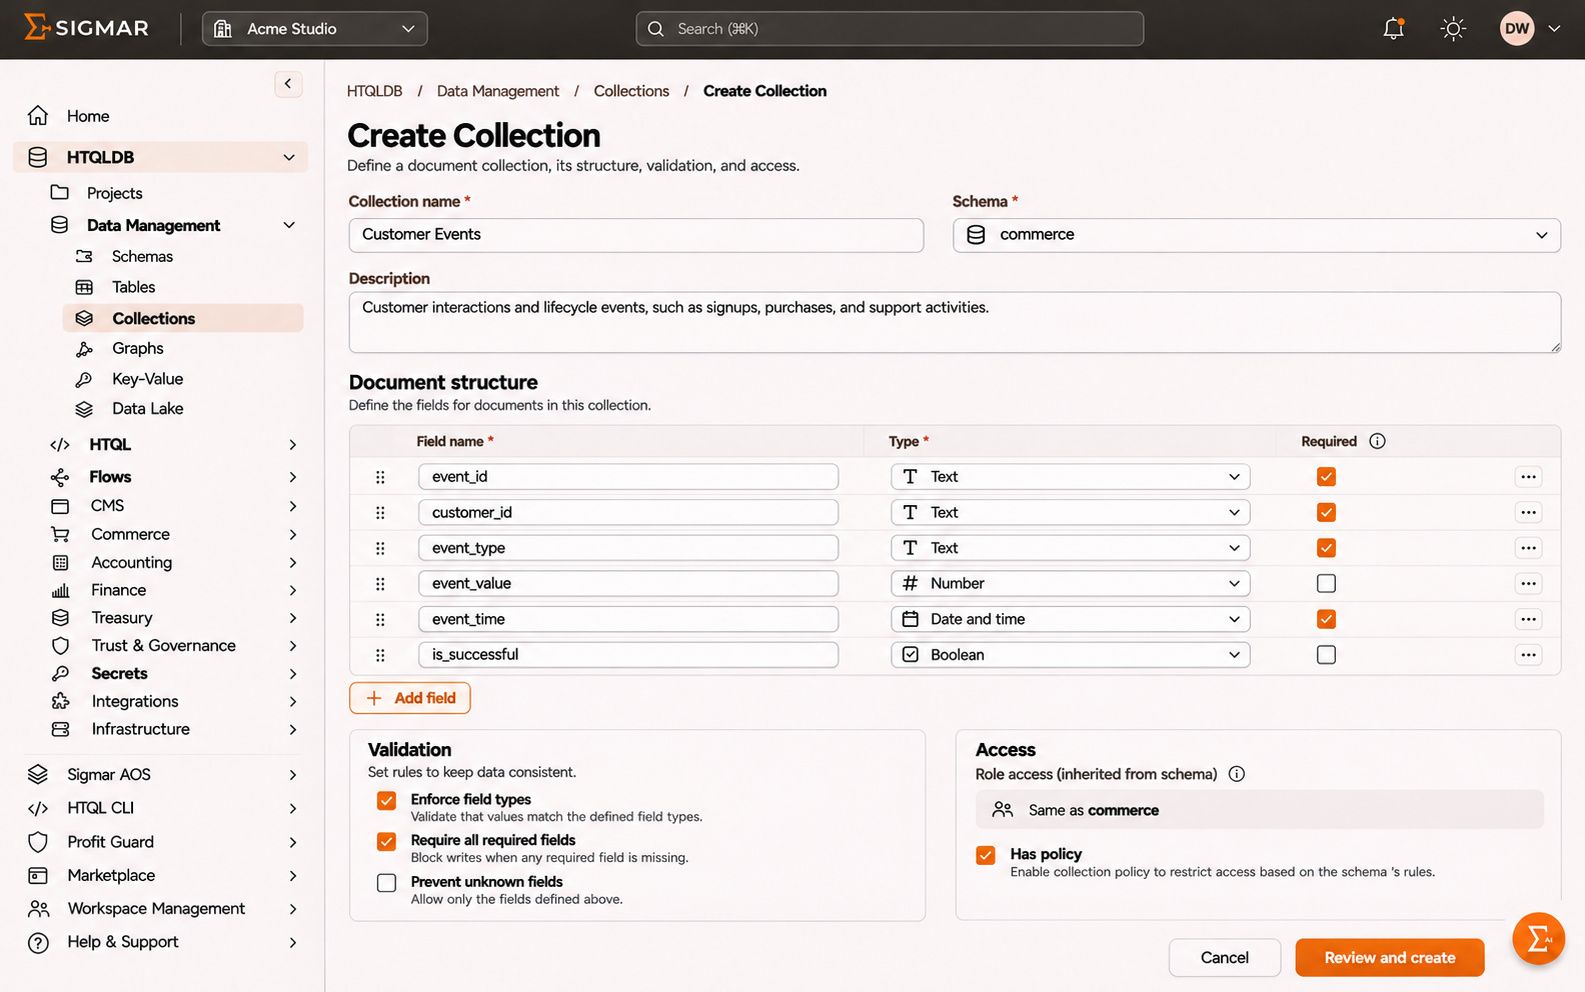 SIGMAR
Acme Studio
Search (⌘K)
DW
Home
HTQLDB
Projects
Data Management
Schemas
Tables
Collections
Graphs
Key-Value
Data Lake
HTQL
Flows
CMS
Commerce
Accounting
Finance
Treasury
Trust & Governance
Secrets
Integrations
Infrastructure
Sigmar AOS
HTQL CLI
Profit Guard
Marketplace
Workspace Management
Help & Support
HTQLDB / Data Management / Collections / Create Collection
Create Collection
Define a document collection, its structure, validation, and access.
Collection name *
Customer Events
Schema *
commerce
Description
Customer interactions and lifecycle events, such as signups, purchases, and support activities.
Document structure
Define the fields for documents in this collection.
Field name * Type * Required
event_id Text
customer_id Text
event_type Text
event_value Number
event_time Date and time
is_successful Boolean
Add field
Validation
Set rules to keep data consistent.
Enforce field types
Validate that values match the defined field types.
Require all required fields
Block writes when any required field is missing.
Prevent unknown fields
Allow only the fields defined above.
Access
Role access (inherited from schema)
Same as commerce
Has policy
Enable collection policy to restrict access based on the schema 's rules.
Cancel
Review and create
AI